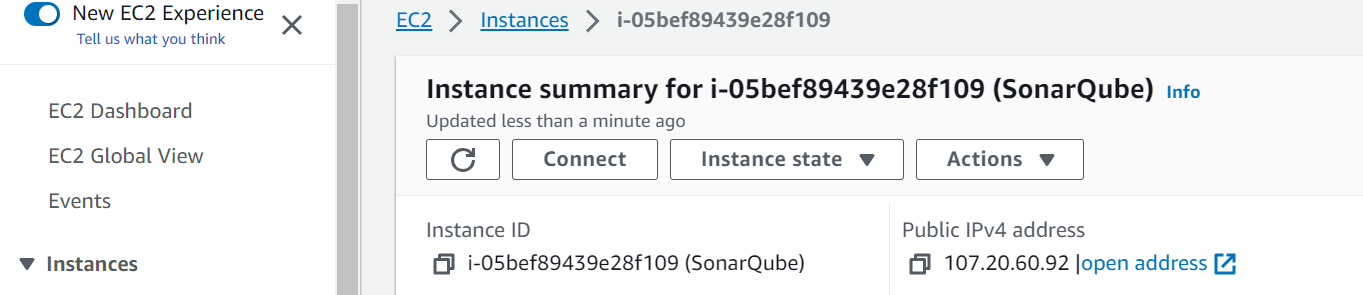 New EC2 Experience
Tell us what you think
EC2 Dashboard
EC2 Global View
Events
Instances
EC2 > Instances > i-05bef89439e28f109
Instance summary for i-05bef89439e28f109 (SonarQube) Info
Updated less than a minute ago
Connect Instance state Actions
Instance ID
i-05bef89439e28f109 (SonarQube)
Public IPv4 address
107.20.60.92 |open address